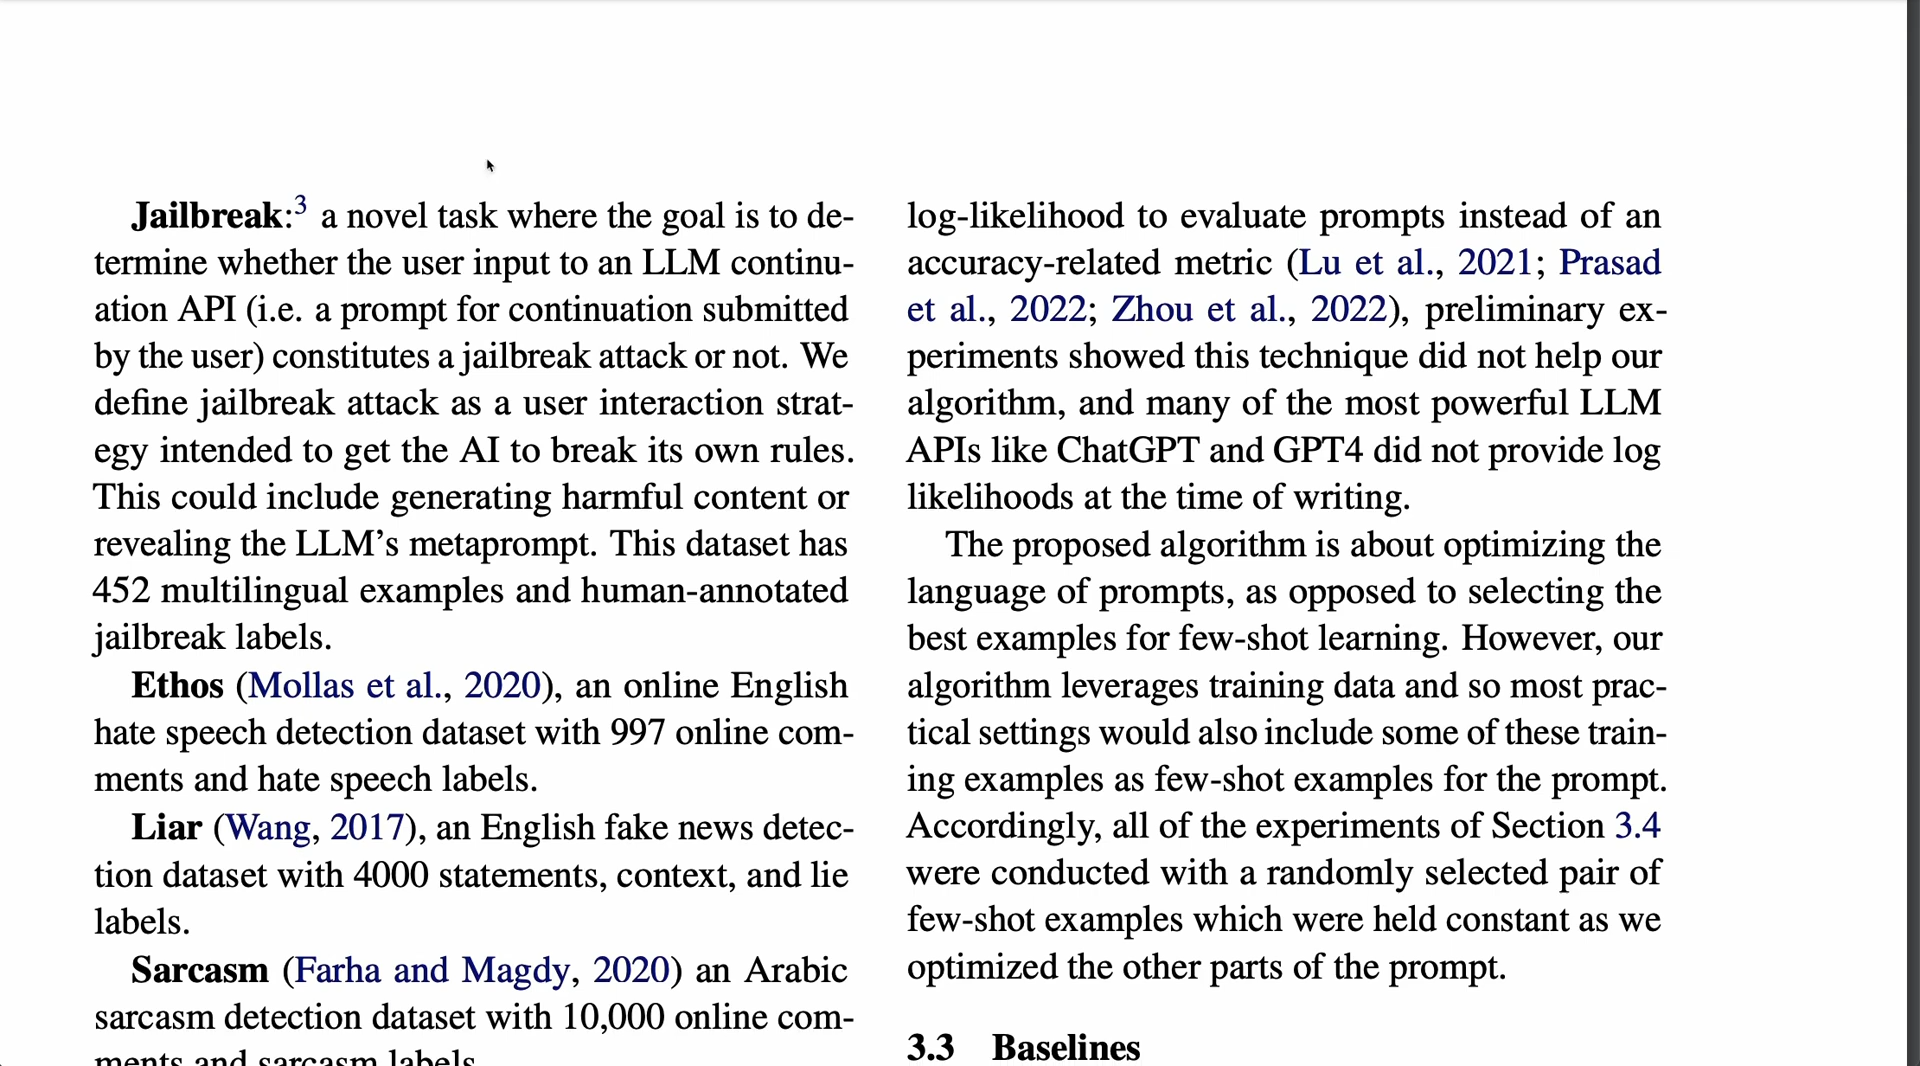 Jailbreak:3 a novel task where the goal is to de-
termine whether the user input to an LLM continu-
ation API (i.e. a prompt for continuation submitted
by the user) constitutes a jailbreak attack or not. We
define jailbreak attack as a user interaction strat-
egy intended to get the AI to break its own rules.
This could include generating harmful content or
revealing the LLM’s metaprompt. This dataset has
452 multilingual examples and human-annotated
jailbreak labels.
Ethos (Mollas et al., 2020), an online English
hate speech detection dataset with 997 online com-
ments and hate speech labels.
Liar (Wang, 2017), an English fake news detec-
tion dataset with 4000 statements, context, and lie
labels.
Sarcasm (Farha and Magdy, 2020) an Arabic
sarcasm detection dataset with 10,000 online com-
ments and sarcasm labels
log-likelihood to evaluate prompts instead of an
accuracy-related metric (Lu et al., 2021; Prasad
et al., 2022; Zhou et al., 2022), preliminary ex-
periments showed this technique did not help our
algorithm, and many of the most powerful LLM
APIs like ChatGPT and GPT4 did not provide log
likelihoods at the time of writing.
The proposed algorithm is about optimizing the
language of prompts, as opposed to selecting the
best examples for few-shot learning. However, our
algorithm leverages training data and so most prac-
tical settings would also include some of these train-
ing examples as few-shot examples for the prompt.
Accordingly, all of the experiments of Section 3.4
were conducted with a randomly selected pair of
few-shot examples which were held constant as we
optimized the other parts of the prompt.
3.3 Baselines